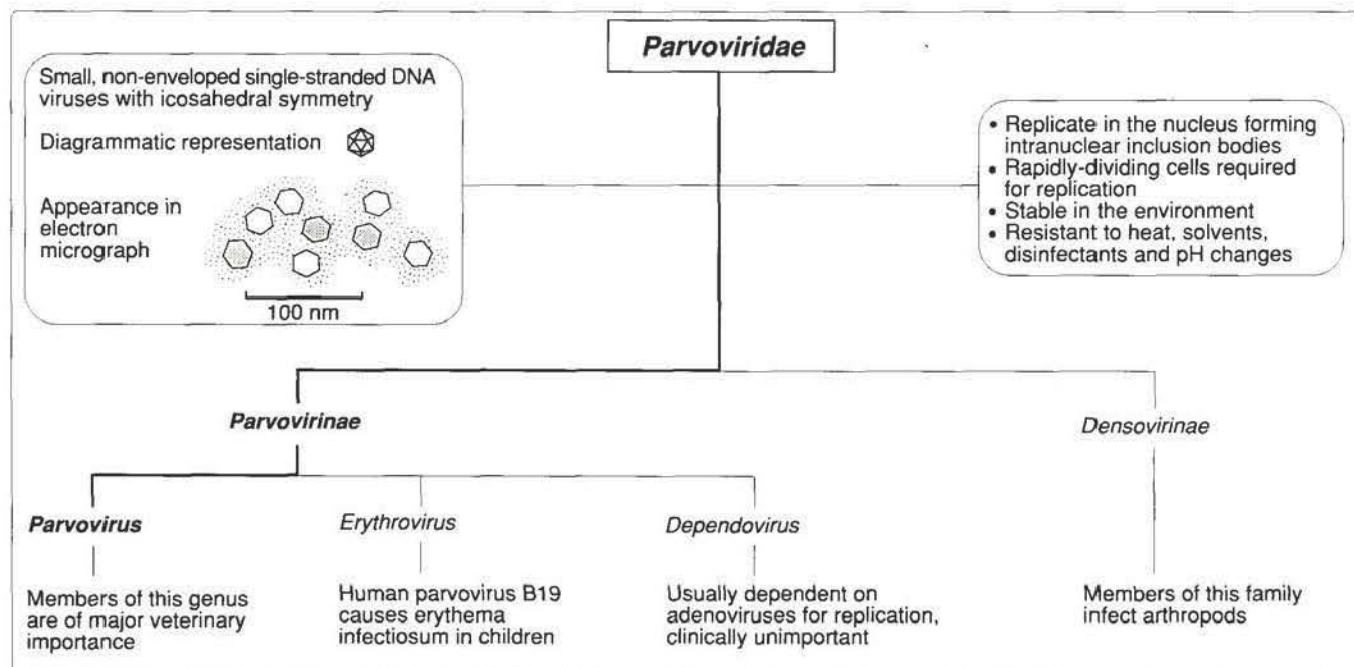 Parvoviridae
Small, non-enveloped single-stranded DNA
viruses with icosahedral symmetry
Diagrammatic representation
Appearance in
electron
micrograph
100 nm
• Replicate in the nucleus forming
intranuclear inclusion bodies
• Rapidly-dividing cells required
for replication
• Stable in the environment
• Resistant to heat, solvents,
disinfectants and pH changes
Parvovirinae
Densovirinae
Parvovirus
Erythrovirus
Dependovirus
Members of this genus
are of major veterinary
importance
Human parvovirus B19
causes erythema
infectiosum in children
Usually dependent on
adenoviruses for replication,
clinically unimportant
Members of this family
infect arthropods